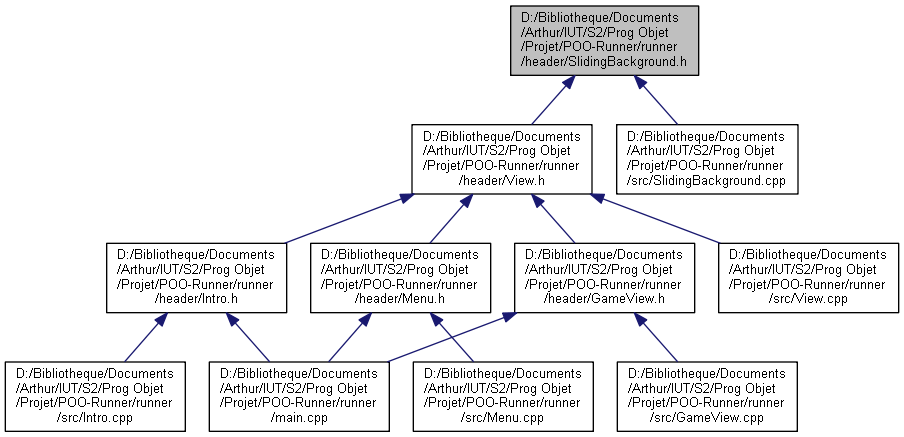 D:/Bibliotheque/Documents
/Arthur/IUT/S2/Prog Objet
/Projet/POO-Runner/runner
/header/SlidingBackground.h
D:/Bibliotheque/Documents
/Arthur/IUT/S2/Prog Objet
/Projet/POO-Runner/runner
/header/View.h
D:/Bibliotheque/Documents
/Arthur/IUT/S2/Prog Objet
/Projet/POO-Runner/runner
src/SlidingBackground.cpp
D:/Bibliotheque/Documents
/Arthur/IUT/S2/Prog Objet
/Projet/POO-Runner/runner
/header/Intro.h
D:/Bibliotheque/Documents
/Arthur/IUT/S2/Prog Objet
/Projet/POO-Runner/runner
/header/Menu.h
D:/Bibliotheque/Documents
/Arthur/IUT/S2/Prog Objet
/Projet/POO-Runner/runner
/header/GameView.h
D:/Bibliotheque/Documents
/Arthur/IUT/S2/Prog Objet
/Projet/POO-Runner/runner
/src/View.cpp
D:/Bibliotheque/Documents
/Arthur/IUT/S2/Prog Objet
/Projet/POO-Runner/runner
/src/Intro.cpp
D:/Bibliotheque/Documents
/Arthur/IUT/S2/Prog Objet
/Projet/POO-Runner/runner
/main.cpp
D:/Bibliotheque/Documents
/Arthur/IUT/S2/Prog Objet
/Projet/POO-Runner/runner
/src/Menu.cpp
D:/Bibliotheque/Documents
/Arthur/IUT/S2/Prog Objet
/Projet/POO-Runner/runner
/src/GameView.cpp